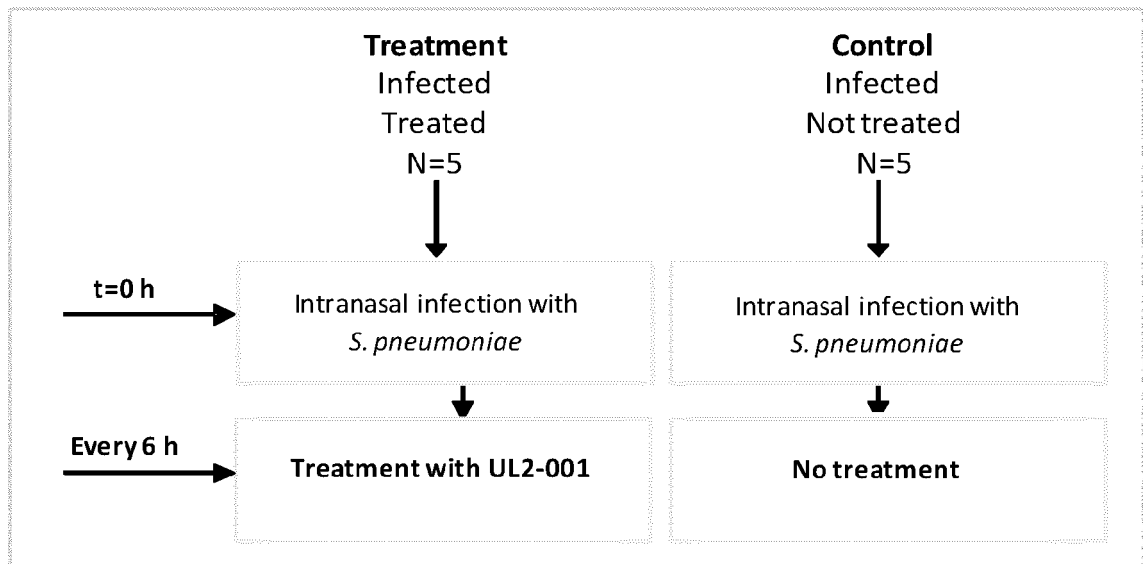 Treatment
Infected
Treated
N=5
Control
Infected
Not treated
N=5
t=0 h
Intranasal infection with
S. pneumoniae
Intranasal infection with
S. pneumoniae
Every 6 h
Treatment with UL2-001
No treatment